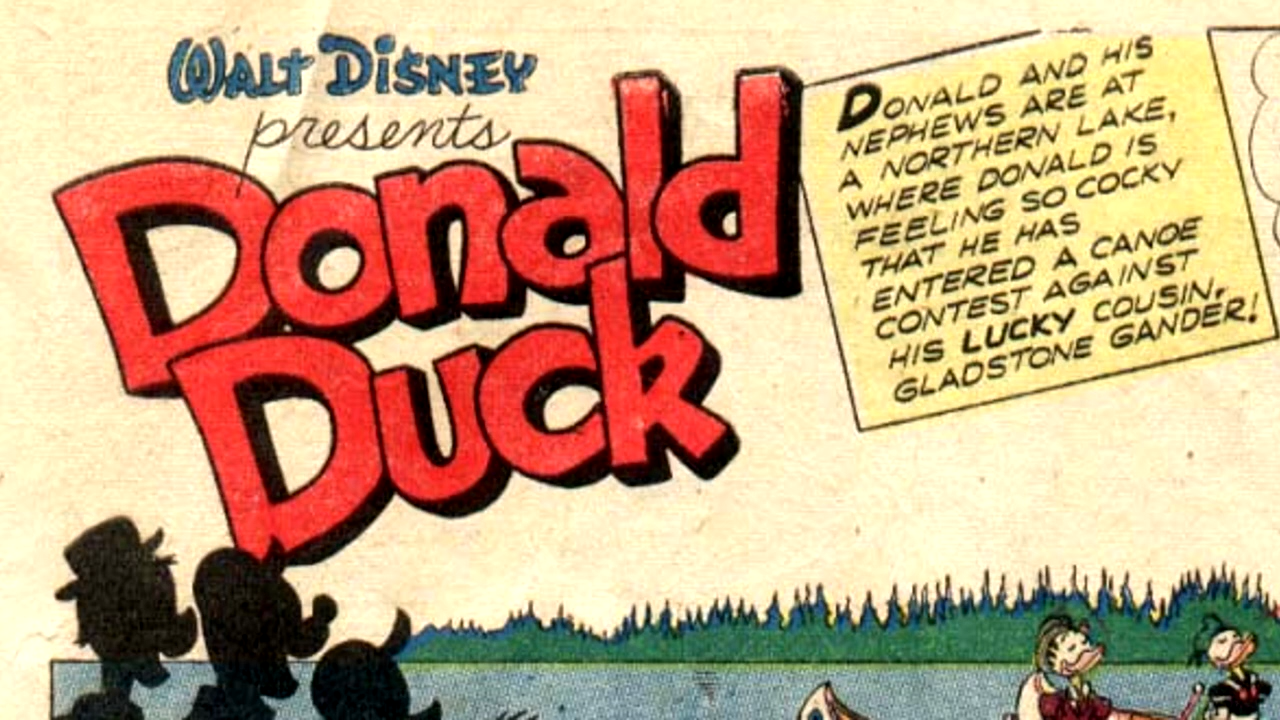 WALT DISNEY
presents
Donald
Duck
DONALD AND HIS
NEPHEWS ARE AT
A NORTHERN LAKE,
WHERE DONALD IS
FEELING SO COCKY
THAT HE HAS
ENTERED A CANOE
CONTEST AGAINST
HIS LUCKY COUSIN,
GLADSTONE GANDER!